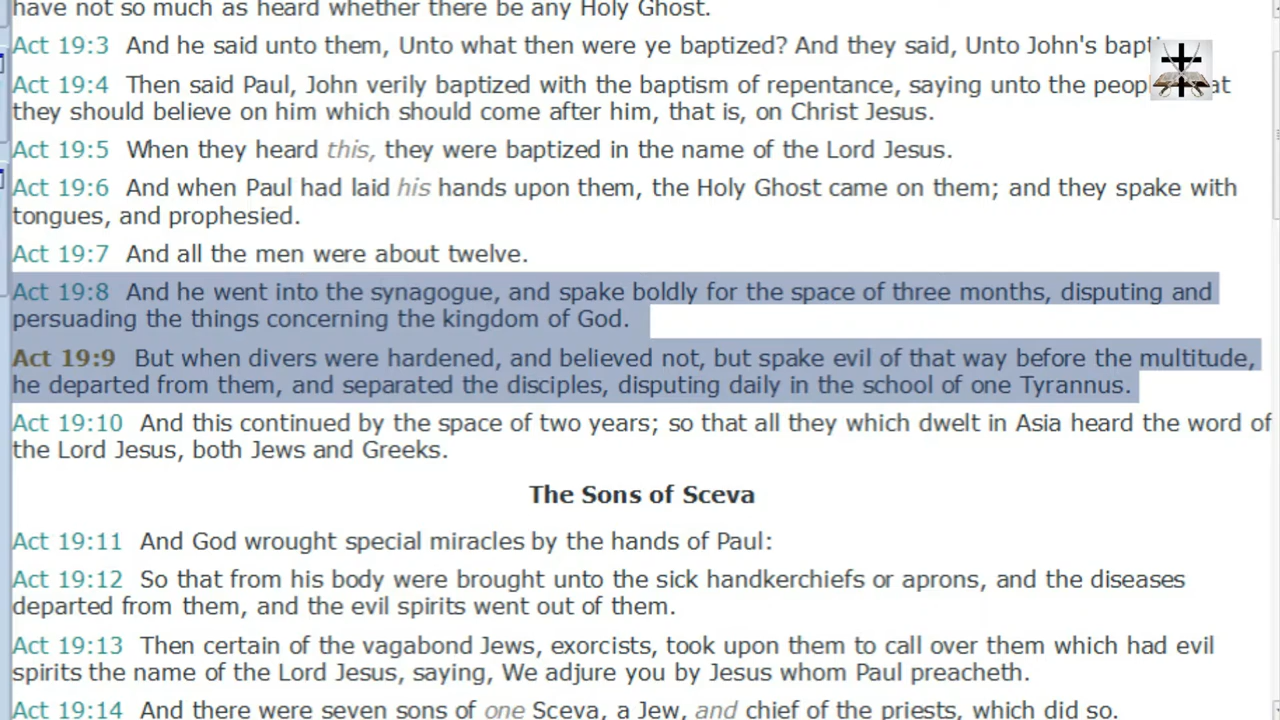 have not so much as heard whether there be any Holy Ghost.
Act 19:3 And he said unto them, Unto what then were ye baptized? And they said, Unto John's
Act 19:4 Then said Paul, John verily baptized with the baptism of repentance, saying unto the
they should believe on him which should come after him, that is, on Christ Jesus.
Act 19:5 When they heard this, they were baptized in the name of the Lord Jesus.
Act 19:6 And when Paul had laid his hands upon them, the Holy Ghost came on them; and they spake with
tongues, and prophesied.
Act 19:7 And all the men were about twelve.
Act 19:8 And he went into the synagogue, and spake boldly for the space of three months, disputing and
persuading the things concerning the kingdom of God.
Act 19:9 But when divers were hardened, and believed not, but spake evil of that way before the multitude,
he departed from them, and separated the disciples, disputing daily in the school of one Tyrannus.
Act 19:10 And this continued by the space of two years; so that all they which dwelt in Asia heard the word of
the Lord Jesus, both Jews and Greeks.
The Sons of Sceva
Act 19:11 And God wrought special miracles by the hands of Paul:
Act 19:12 So that from his body were brought unto the sick handkerchiefs or aprons, and the diseases
departed from them, and the evil spirits went out of them.
Act 19:13 Then certain of the vagabond Jews, exorcists, took upon them to call over them which had evil
spirits the name of the Lord Jesus, saying, We adjure you by Jesus whom Paul preacheth.
Act 19:14 And there were seven sons of one Sceva, a Jew, and chief of the priests, which did so.